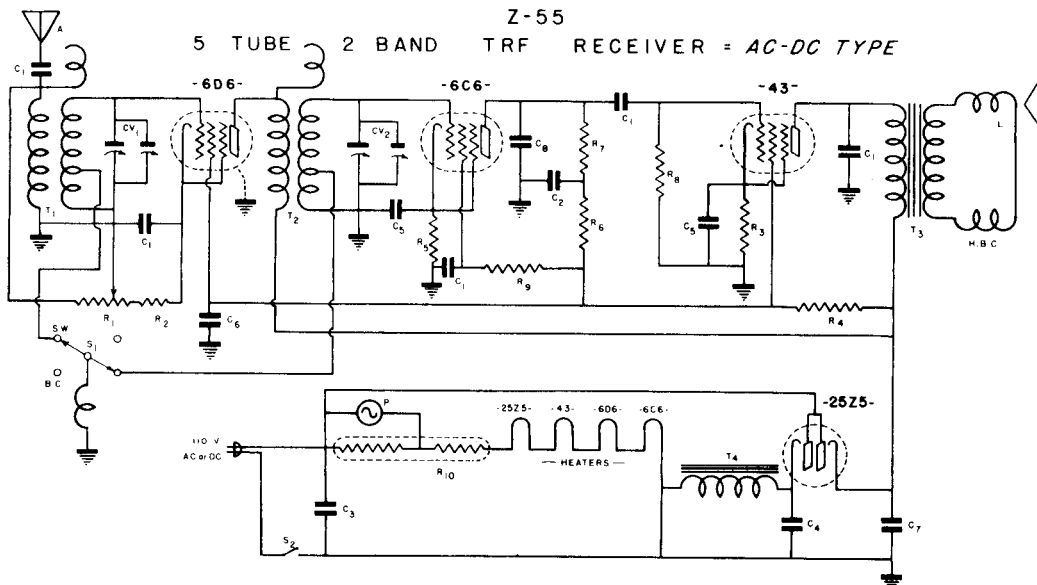 Z-55
5 TUBE 2 BAND TRF RECEIVER = AC-DC TYPE
A
C1
-6D6-
-6C6-
-43-
CV1
CV2
C8
C1
R7
C1
C2
R8
L
T1
C1
T2
C5
R5
R6
C5
R3
T3
H.B.C
C1
R9
R1
R2
C6
R4
SW
S1
BC
P
-25Z5-
-43-
-6D6-
-6C6-
-25Z5-
110 V
AC or DC
— HEATERS —
R10
T4
C3
C4
C7
S2